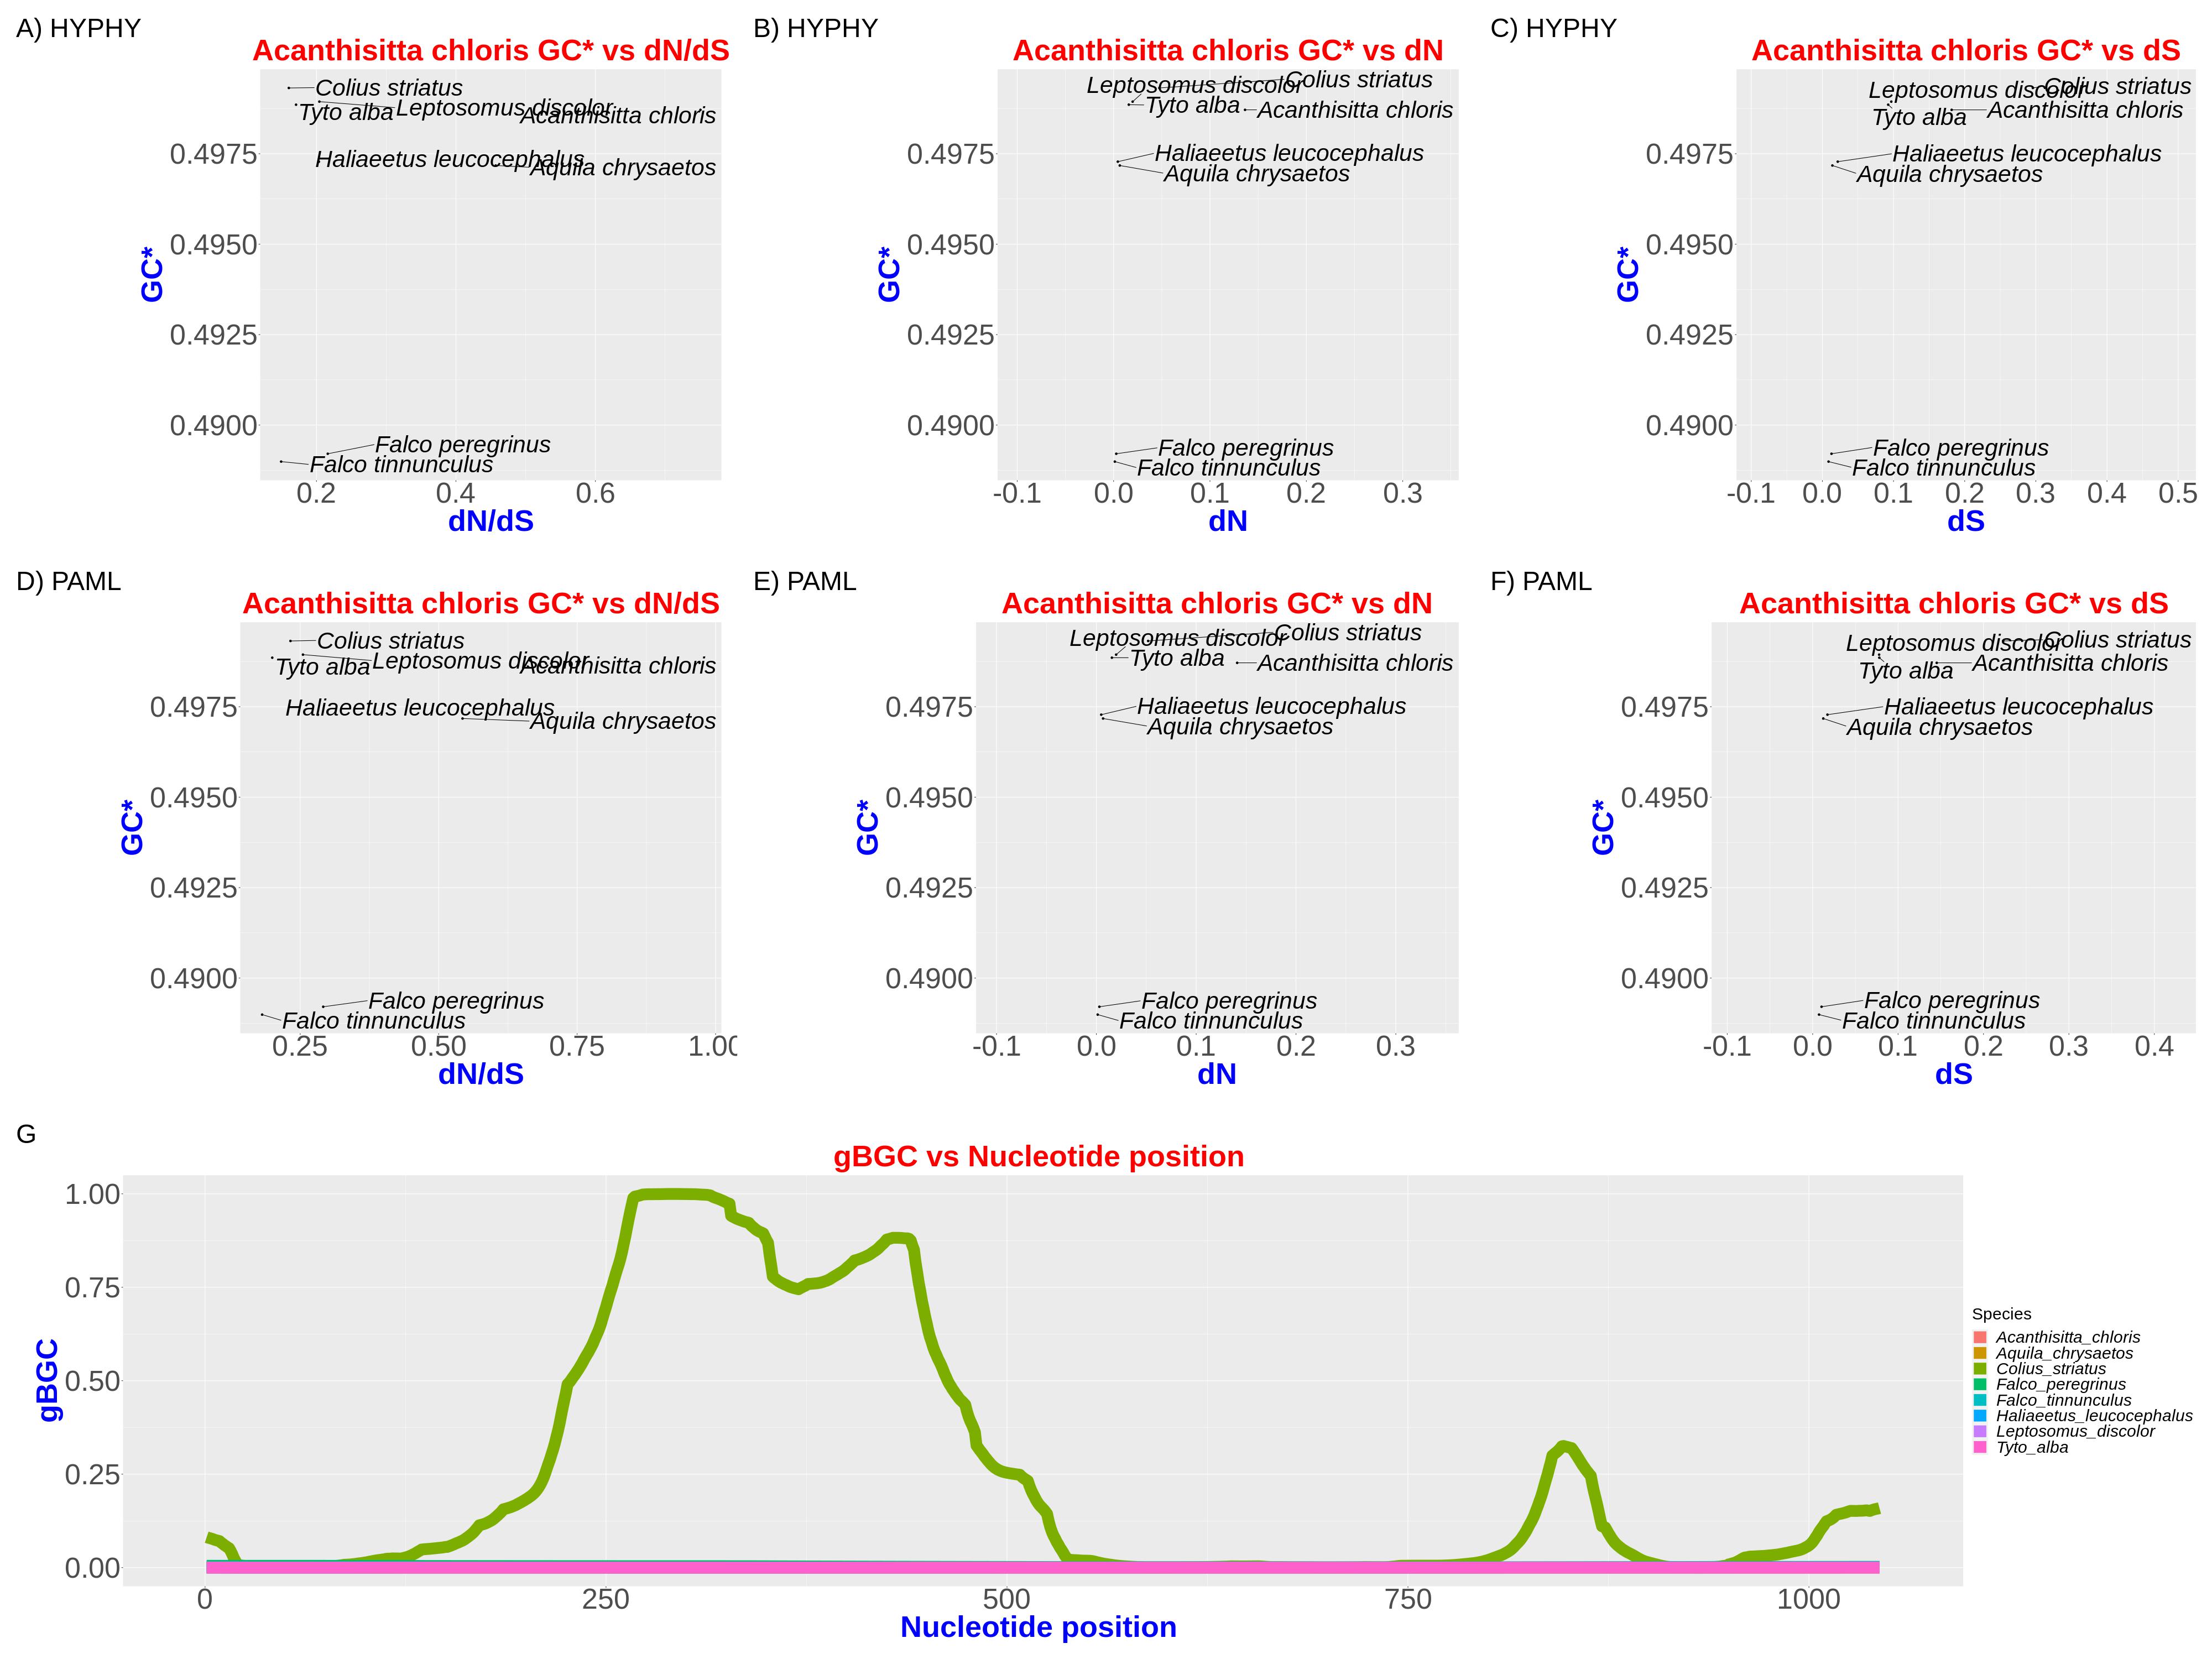 A) HYPHY
Acanthisitta chloris GC* vs dN/dS
Colius striatus
Leptosomus discolor
Tyto alba
Acanthisitta chloris
Haliaeetus leucocephalus
Aquila chrysaetos
Falco peregrinus
Falco tinnunculus
0.4975
0.4950
0.4925
0.4900
GC*
0.2 0.4 0.6
dN/dS
B) HYPHY
Acanthisitta chloris GC* vs dN
Colius striatus
Leptosomus discolor
Tyto alba
Acanthisitta chloris
Haliaeetus leucocephalus
Aquila chrysaetos
Falco peregrinus
Falco tinnunculus
0.4975
0.4950
0.4925
0.4900
GC*
-0.1 0.0 0.1 0.2 0.3
dN
C) HYPHY
Acanthisitta chloris GC* vs dS
Colius striatus
Leptosomus discolor
Acanthisitta chloris
Tyto alba
Haliaeetus leucocephalus
Aquila chrysaetos
Falco peregrinus
Falco tinnunculus
0.4975
0.4950
0.4925
0.4900
GC*
-0.1 0.0 0.1 0.2 0.3 0.4 0.5
dS
D) PAML
Acanthisitta chloris GC* vs dN/dS
Colius striatus
Leptosomus discolor
Tyto alba
Acanthisitta chloris
Haliaeetus leucocephalus
Aquila chrysaetos
Falco peregrinus
Falco tinnunculus
0.4975
0.4950
0.4925
0.4900
GC*
0.25 0.50 0.75 1.00
dN/dS
E) PAML
Acanthisitta chloris GC* vs dN
Colius striatus
Leptosomus discolor
Tyto alba
Acanthisitta chloris
Haliaeetus leucocephalus
Aquila chrysaetos
Falco peregrinus
Falco tinnunculus
0.4975
0.4950
0.4925
0.4900
GC*
-0.1 0.0 0.1 0.2 0.3
dN
F) PAML
Acanthisitta chloris GC* vs dS
Colius striatus
Leptosomus discolor
Acanthisitta chloris
Tyto alba
Haliaeetus leucocephalus
Aquila chrysaetos
Falco peregrinus
Falco tinnunculus
0.4975
0.4950
0.4925
0.4900
GC*
-0.1 0.0 0.1 0.2 0.3 0.4
dS
G
gBGC vs Nucleotide position
1.00
0.75
0.50
0.25
0.00
gBGC
0 250 500 750 1000
Nucleotide position
Species
Acanthisitta_chloris
Aquila_chrysaetos
Colius_striatus
Falco_peregrinus
Falco_tinnunculus
Haliaeetus_leucocephalus
Leptosomus_discolor
Tyto_alba